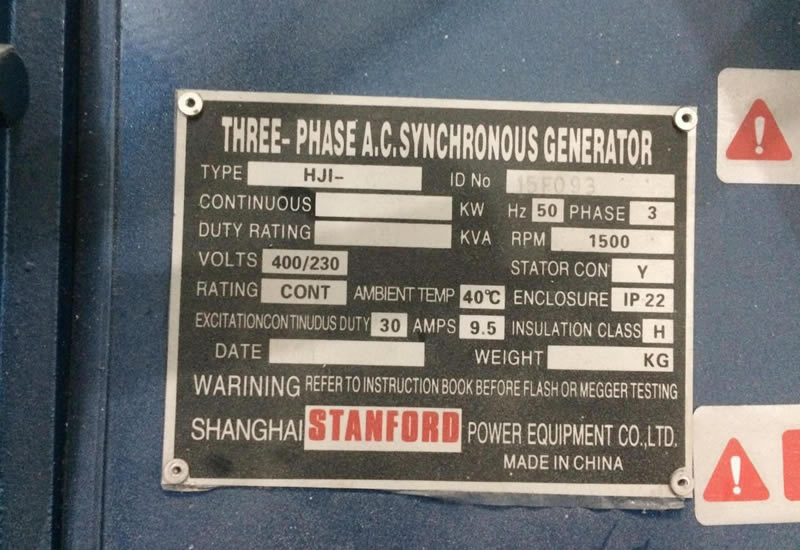 THREE- PHASE A.C. SYNCHRONOUS GENERATOR
TYPE HJI- ID No 15F093
CONTINUOUS KW Hz 50 PHASE 3
DUTY RATING KVA RPM 1500
VOLTS 400/230 STATOR CON Y
RATING CONT AMBIENT TEMP 40℃ ENCLOSURE IP 22
EXCITATIONCONTINUDUS DUTY 30 AMPS 9.5 INSULATION CLASS H
DATE WEIGHT KG
WARINING REFER TO INSTRUCTION BOOK BEFORE FLASH OR MEGGER TESTING
SHANGHAI STANFORD POWER EQUIPMENT CO.,LTD.
MADE IN CHINA